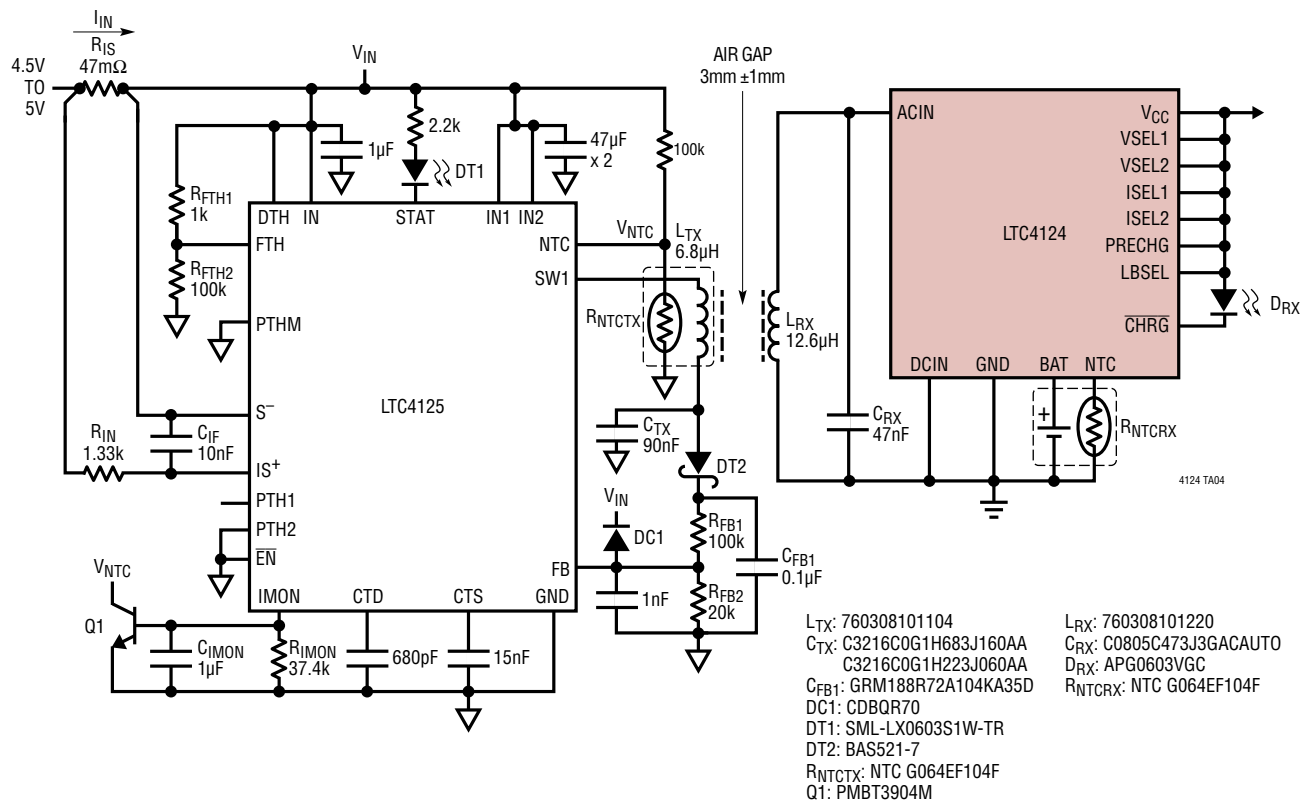 I_IN
R_IS
47mΩ
4.5V
TO
5V
V_IN
AIR GAP
3mm ±1mm
2.2k
DT1
1µF
47µF
x 2
100k
R_FTH1
1k
R_FTH2
100k
DTH IN STAT IN1 IN2
FTH
NTC
V_NTC
L_TX
6.8µH
SW1
R_NTCTX
PTHM
LTC4125
S–
IS+
R_IN
1.33k
C_IF
10nF
PTH1
PTH2
E̅N̅
C_TX
90nF
DT2
V_IN
DC1
FB
1nF
R_FB1
100k
R_FB2
20k
C_FB1
0.1µF
IMON CTD CTS GND
V_NTC
Q1
C_IMON
1µF
R_IMON
37.4k
680pF
15nF
L_RX
12.6µH
C_RX
47nF
ACIN
LTC4124
V_CC
VSEL1
VSEL2
ISEL1
ISEL2
PRECHG
LBSEL
C̅H̅R̅G̅
D_RX
DCIN GND BAT NTC
+
R_NTCRX
4124 TA04
L_TX: 760308101104
C_TX: C3216C0G1H683J160AA
C3216C0G1H223J060AA
C_FB1: GRM188R72A104KA35D
DC1: CDBQR70
DT1: SML-LX0603S1W-TR
DT2: BAS521-7
R_NTCTX: NTC G064EF104F
Q1: PMBT3904M
L_RX: 760308101220
C_RX: C0805C473J3GACAUTO
D_RX: APG0603VGC
R_NTCRX: NTC G064EF104F